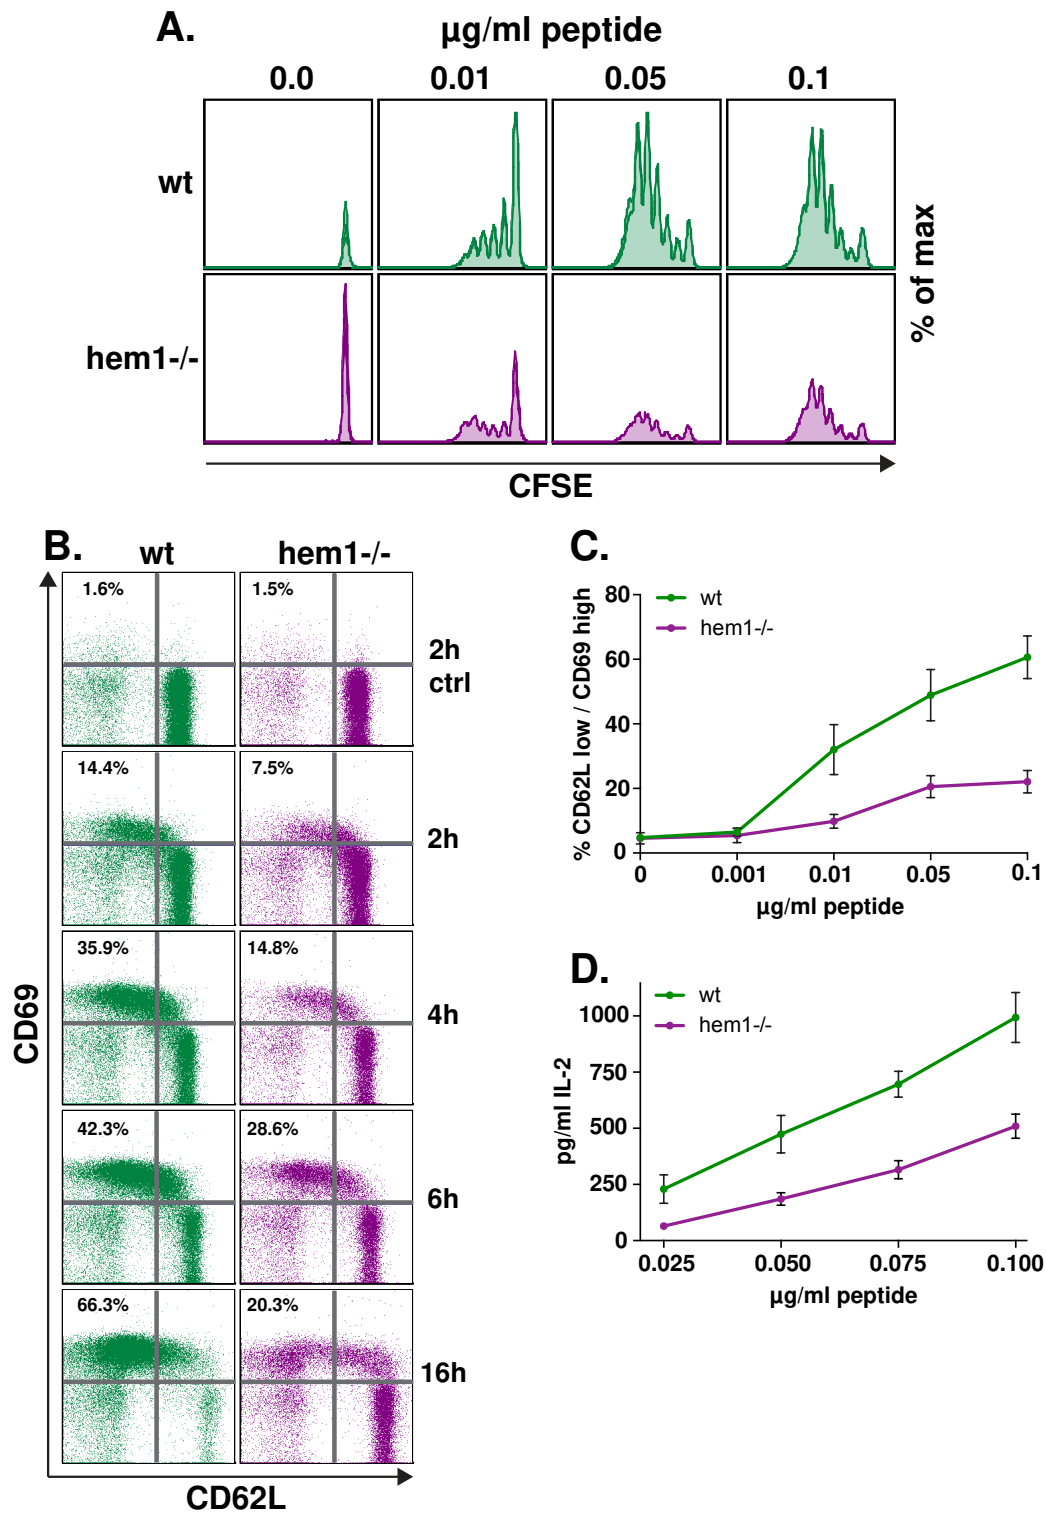 A.
µg/ml peptide
0.0 0.01 0.05 0.1
wt
hem1-/-
% of max
CFSE
B.
wt hem1-/-
1.6% 1.5%
2h
ctrl
14.4% 7.5%
2h
35.9% 14.8%
4h
42.3% 28.6%
6h
66.3% 20.3%
16h
CD69
CD62L
C.
wt
hem1-/-
% CD62L low / CD69 high
80
60
40
20
0
0 0.001 0.01 0.05 0.1
µg/ml peptide
D.
wt
hem1-/-
pg/ml IL-2
1000
750
500
250
0
0.025 0.050 0.075 0.100
µg/ml peptide